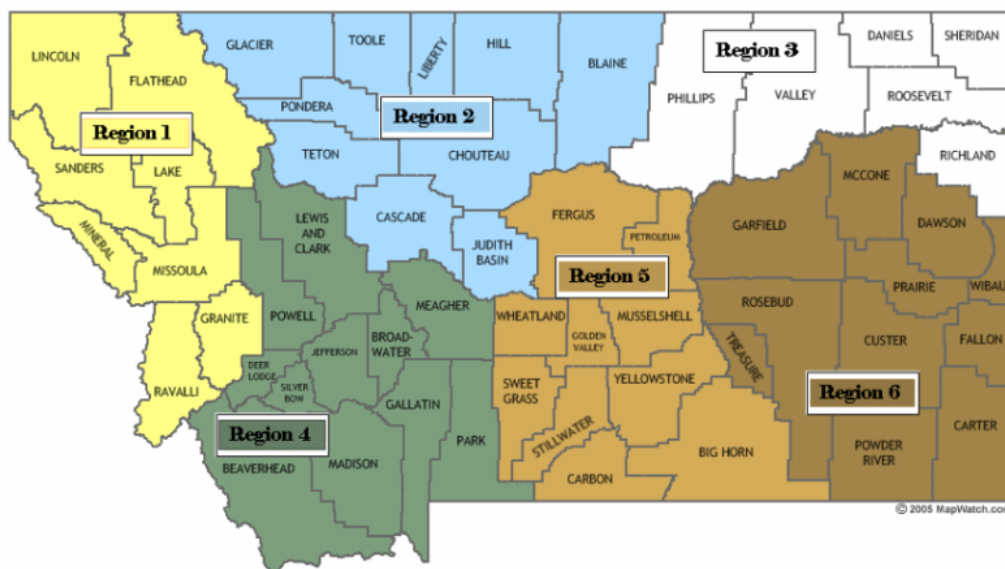 LINCOLN
FLATHEAD
GLACIER
TOOLE
LIBERTY
HILL
BLAINE
Region 3
DANIELS
SHERIDAN
PHILLIPS
VALLEY
ROOSEVELT
RICHLAND
Region 1
SANDERS
LAKE
MINERAL
MISSOULA
GRANITE
RAVALLI
PONDERA
Region 2
TETON
CHOUTEAU
CASCADE
JUDITH
BASIN
LEWIS
AND
CLARK
POWELL
MEAGHER
BROAD-
WATER
JEFFERSON
DEER
LODGE
SILVER
BOW
GALLATIN
PARK
Region 4
BEAVERHEAD
MADISON
FERGUS
PETROLEUM
Region 5
WHEATLAND
GOLDEN
VALLEY
MUSSELSHELL
SWEET
GRASS
STILLWATER
YELLOWSTONE
CARBON
BIG HORN
MCCONE
GARFIELD
DAWSON
PRAIRIE
WIBAU
ROSEBUD
TREASURE
CUSTER
FALLON
Region 6
POWDER
RIVER
CARTER
© 2005 MapWatch.com